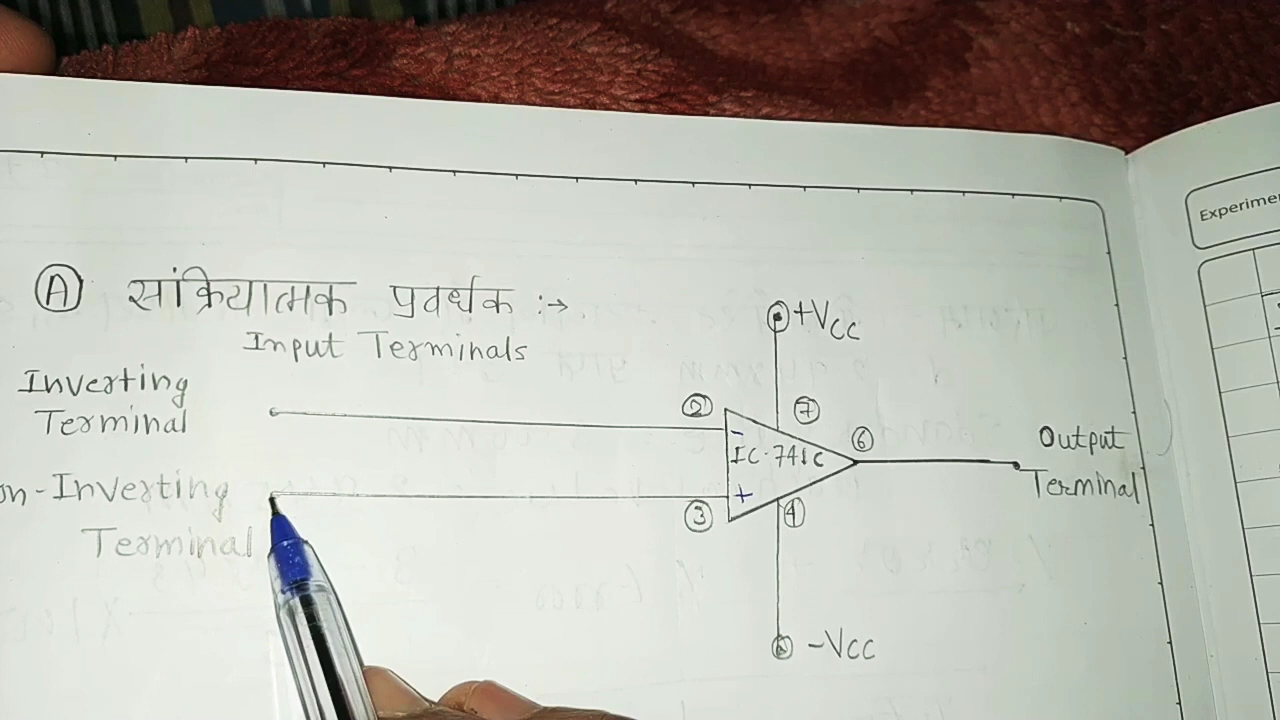 Ⓐ सांक्रियात्मक प्रवर्धक :→
Input Terminals
Inverting
Terminal
on-Inverting
Terminal
②
③
⑦
④
⑥
+VCC
-
IC-741C
+
-VCC
Output
Terminal
Experime